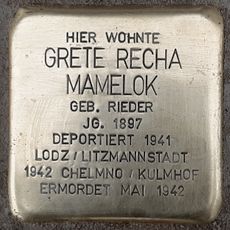 HIER WOHNTE
GRETE RECHA
MAMELOK
GEB. RIEDER
JG. 1897
DEPORTIERT 1941
LODZ / LITZMANNSTADT
1942 CHELMNO / KULMHOF
ERMORDET MAI 1942